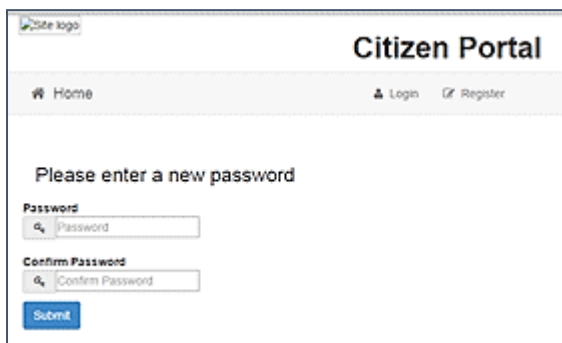 Site logo
Citizen Portal
Home
Login
Register
Please enter a new password
Password
Password
Confirm Password
Confirm Password
Submit